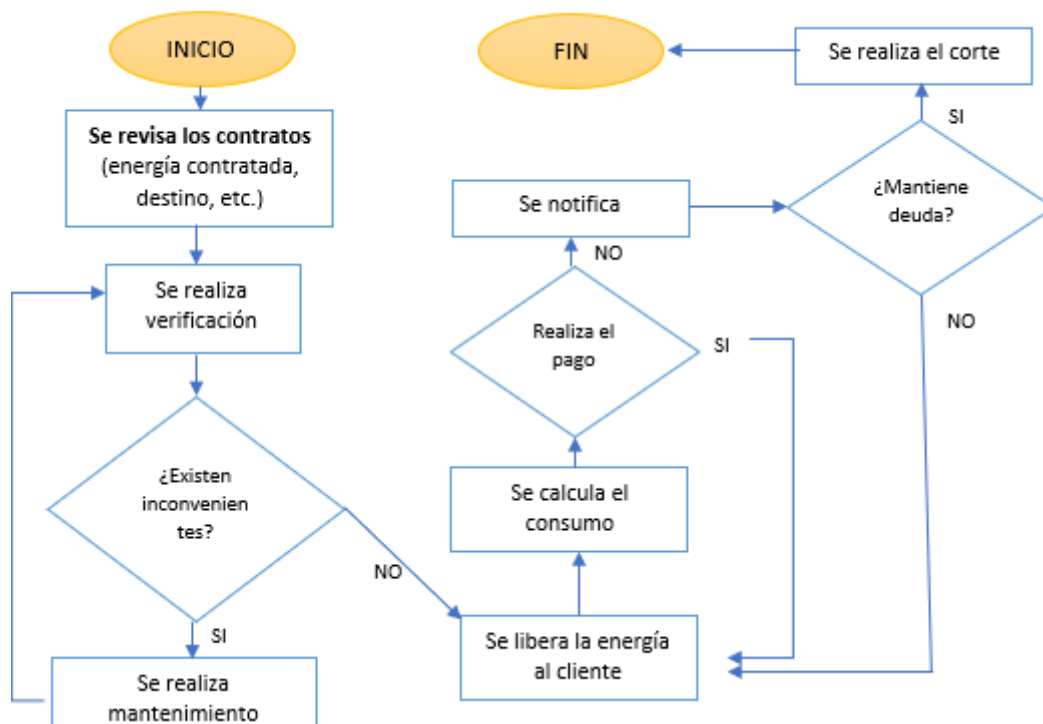 INICIO
Se revisa los contratos
(energía contratada,
destino, etc.)
Se realiza
verificación
¿Existen
inconvenien
tes?
SI
NO
Se realiza
mantenimiento
Se libera la energía
al cliente
Se calcula el
consumo
Realiza el
pago
SI
NO
Se notifica
¿Mantiene
deuda?
SI
NO
Se realiza el corte
FIN